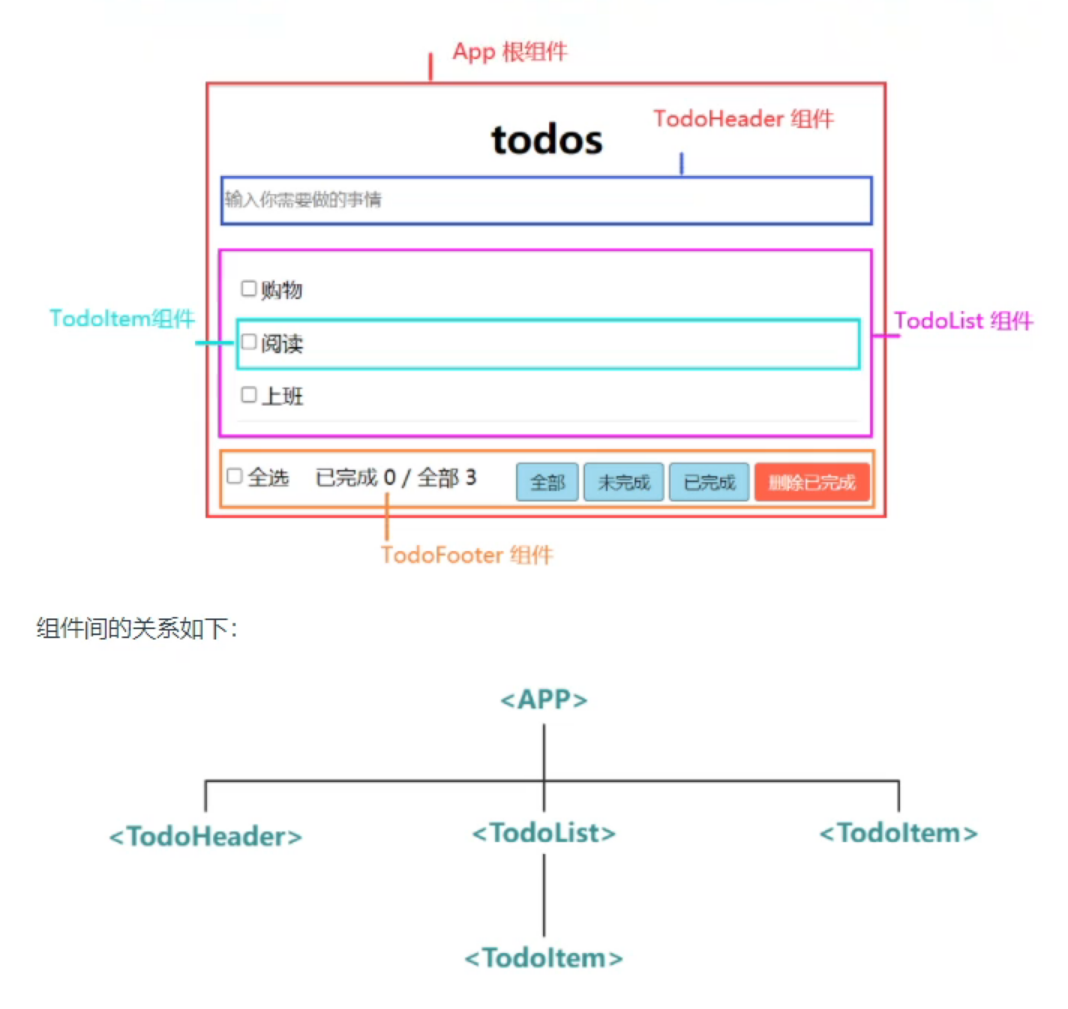 App 根组件
TodoHeader 组件
todos
输入你需要做的事情
购物
TodoItem组件
TodoList 组件
阅读
上班
全选 已完成 0 / 全部 3 全部 未完成 已完成 删除已完成
TodoFooter 组件
组件间的关系如下：
<APP>
<TodoHeader> <TodoList> <TodoItem>
<TodoItem>